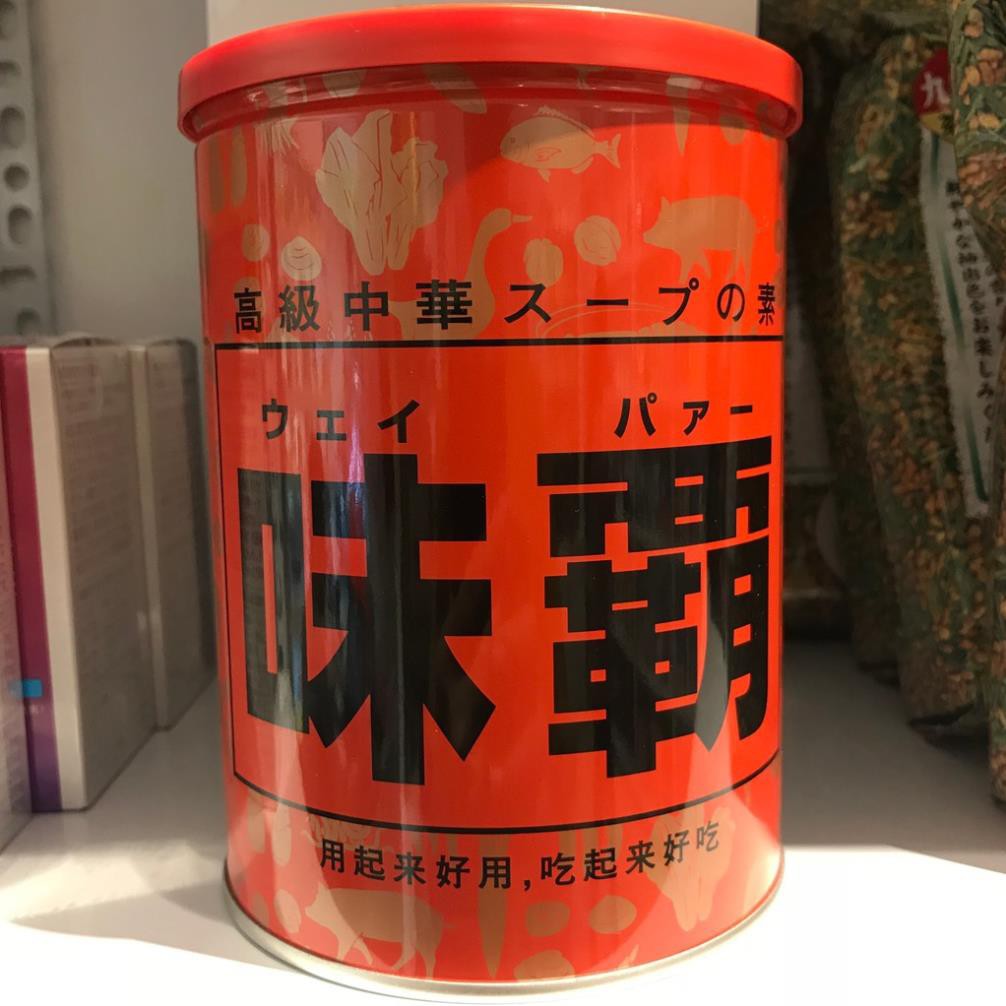 高級中華スープの素
ウェイ パァー
味覇
用起来好用,吃起来好吃
九